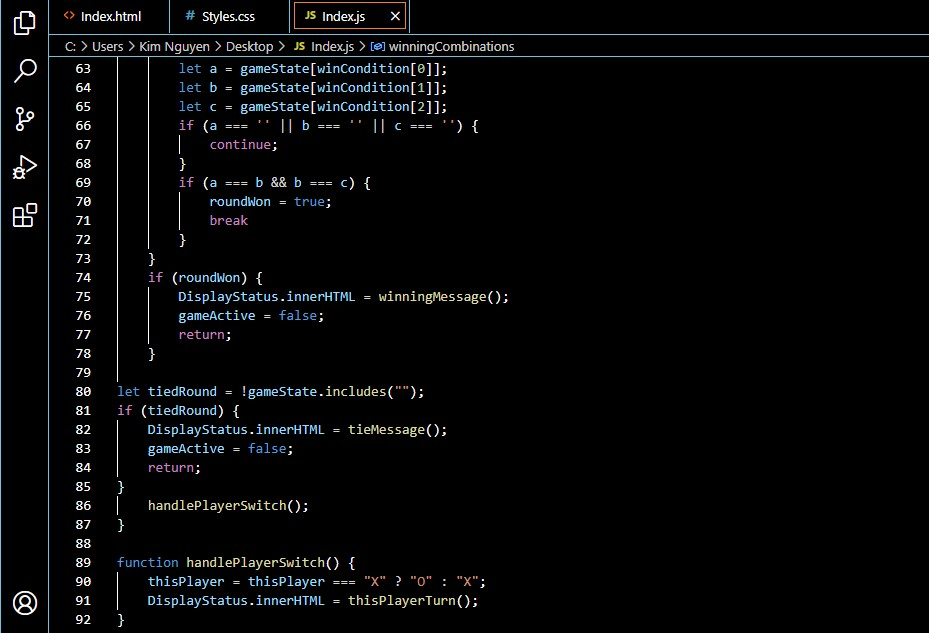 Index.html
Styles.css
JS Index.js
C: > Users > Kim Nguyen > Desktop > JS Index.js > winningCombinations
63 let a = gameState[winCondition[0]];
64 let b = gameState[winCondition[1]];
65 let c = gameState[winCondition[2]];
66 if (a === '' || b === '' || c === '') {
67 continue;
68 }
69 if (a === b && b === c) {
70 roundWon = true;
71 break
72 }
73 }
74 if (roundWon) {
75 DisplayStatus.innerHTML = winningMessage();
76 gameActive = false;
77 return;
78 }
79
80 let tiedRound = !gameState.includes("");
81 if (tiedRound) {
82 DisplayStatus.innerHTML = tieMessage();
83 gameActive = false;
84 return;
85 }
86 handlePlayerSwitch();
87 }
88
89 function handlePlayerSwitch() {
90 thisPlayer = thisPlayer === "X" ? "O" : "X";
91 DisplayStatus.innerHTML = thisPlayerTurn();
92 }